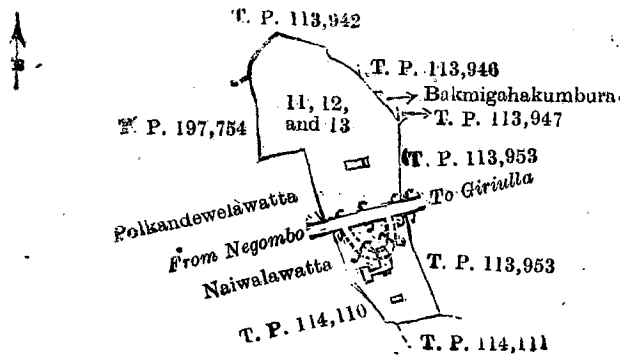 T. P. 113,942
T. P. 113,946
Bakmigahakumbura
T. P. 113,947
11, 12,
and 13
T. P. 197,754
T. P. 113,953
Polkandewelawatta
To Giriulla
From Negombo
Naiwalawatta
T. P. 113,953
T. P. 114,110
T. P. 114,111